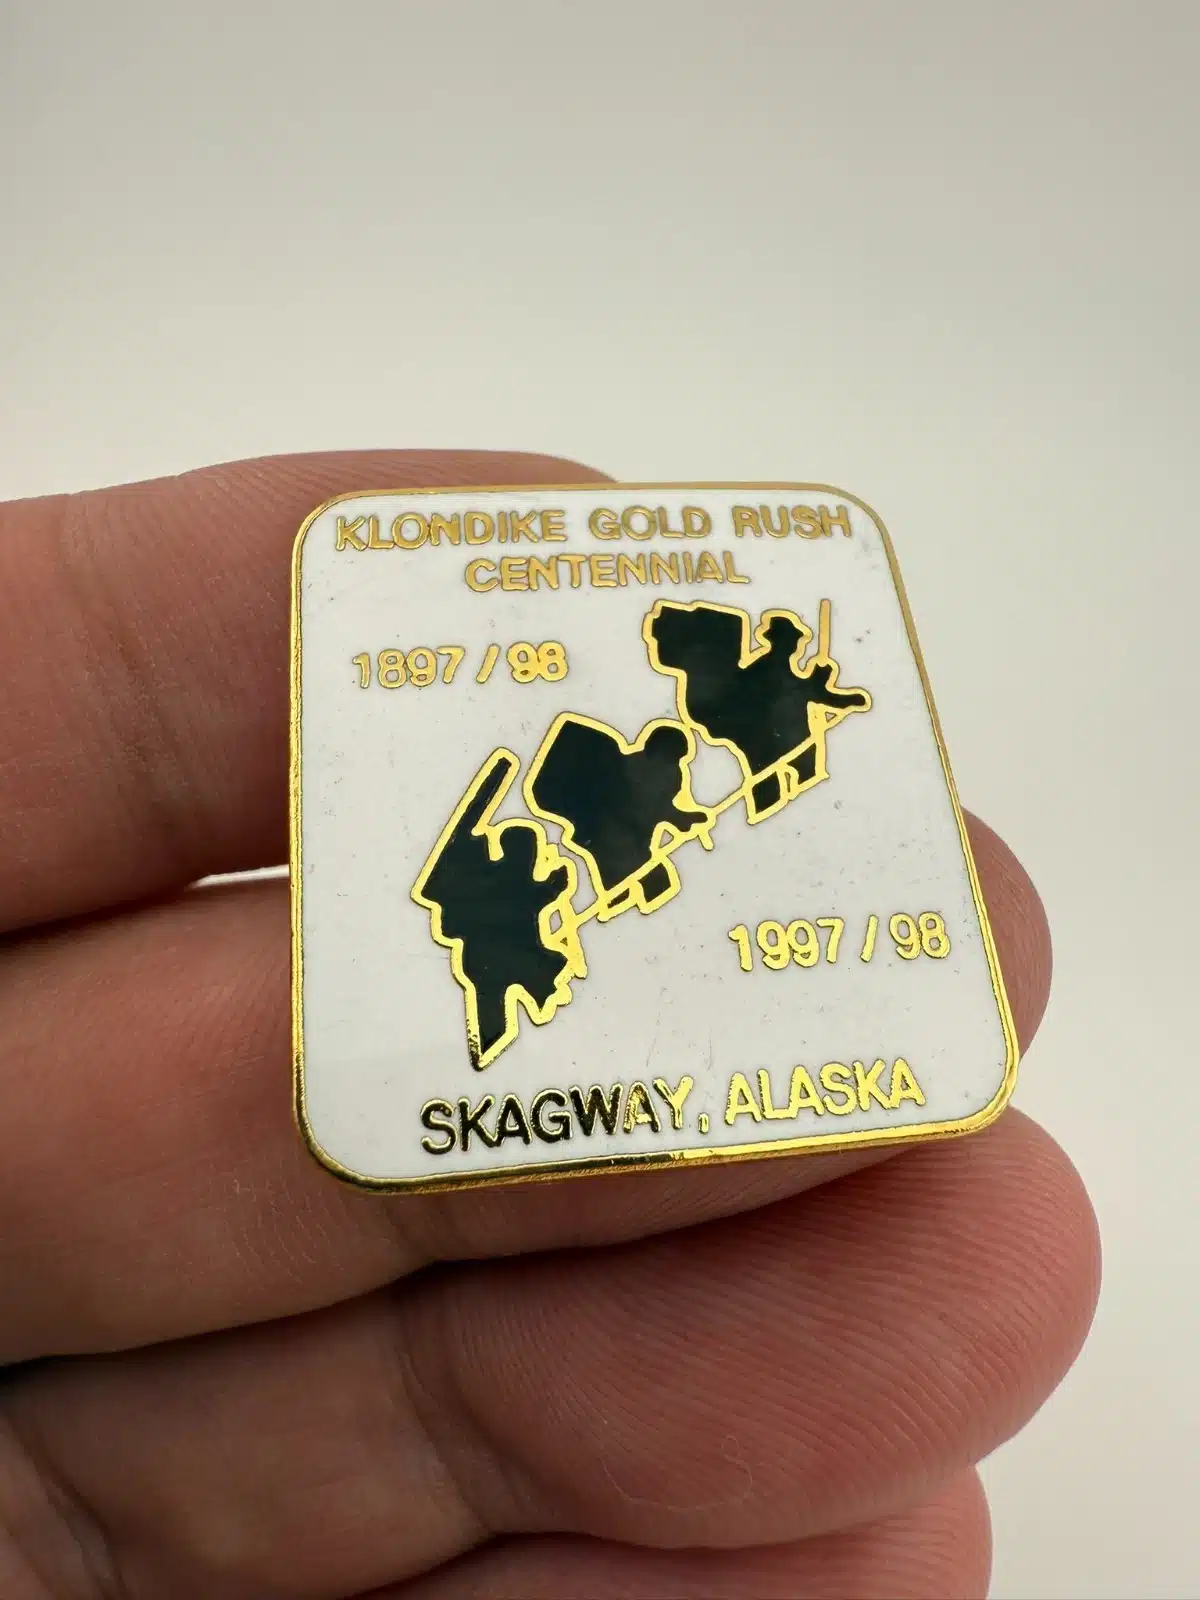 KLONDIKE GOLD RUSH
CENTENNIAL
1897 / 98
1997 / 98
SKAGWAY, ALASKA